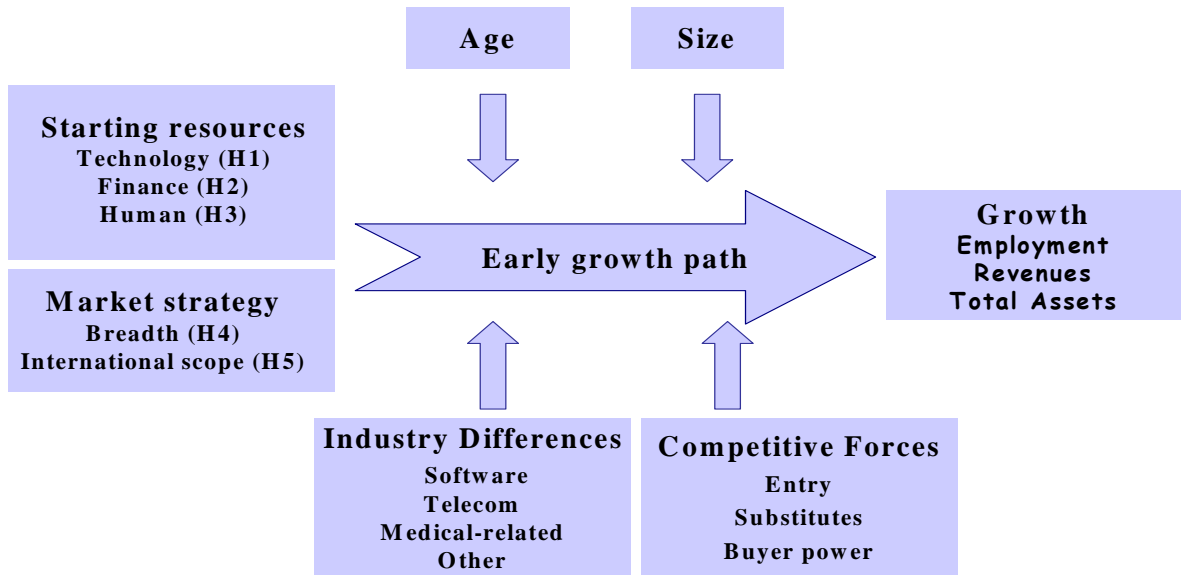 Age
Size
Starting resources
Technology (H1)
Finance (H2)
Human (H3)
Market strategy
Breadth (H4)
International scope (H5)
Early growth path
Growth
Employment
Revenues
Total Assets
Industry Differences
Software
Telecom
Medical-related
Other
Competitive Forces
Entry
Substitutes
Buyer power